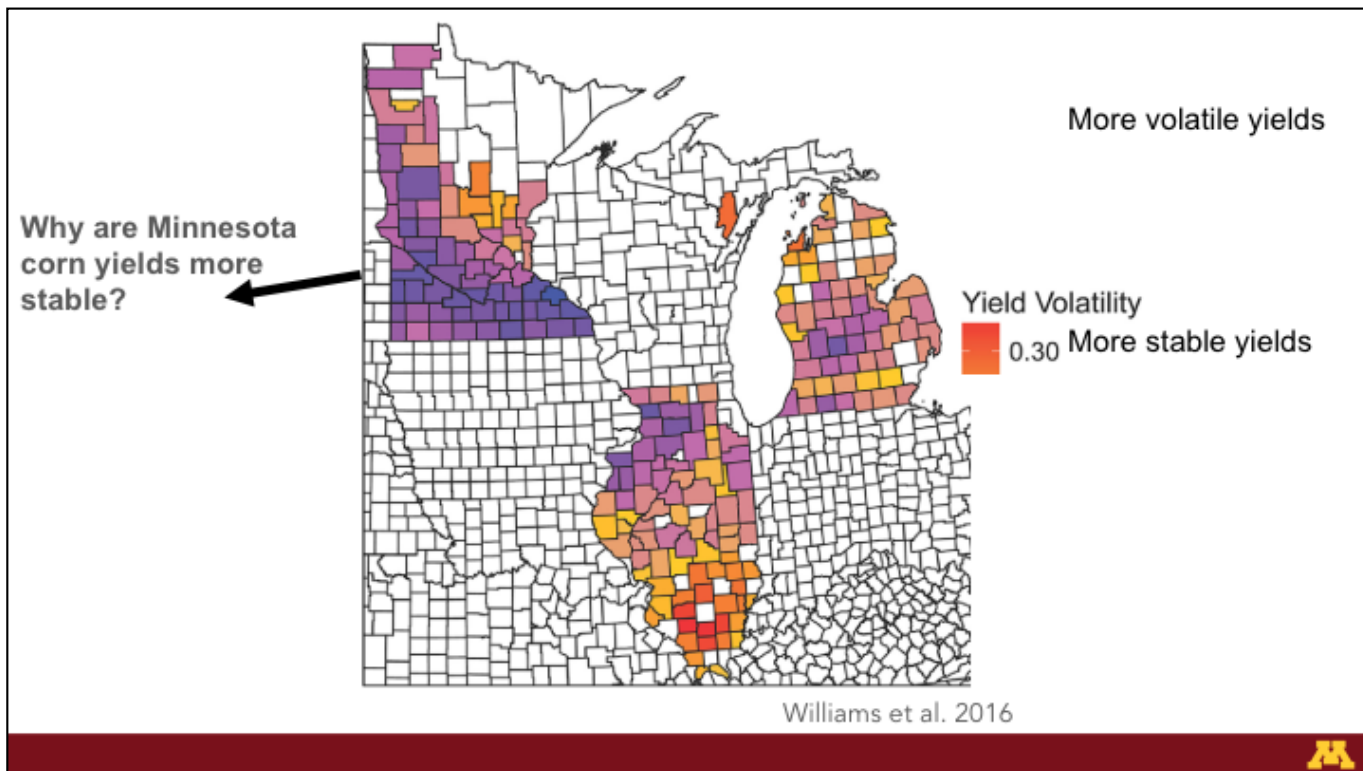 More volatile yields
Why are Minnesota
corn yields more
stable?
Yield Volatility
0.30
More stable yields
Williams et al. 2016
M